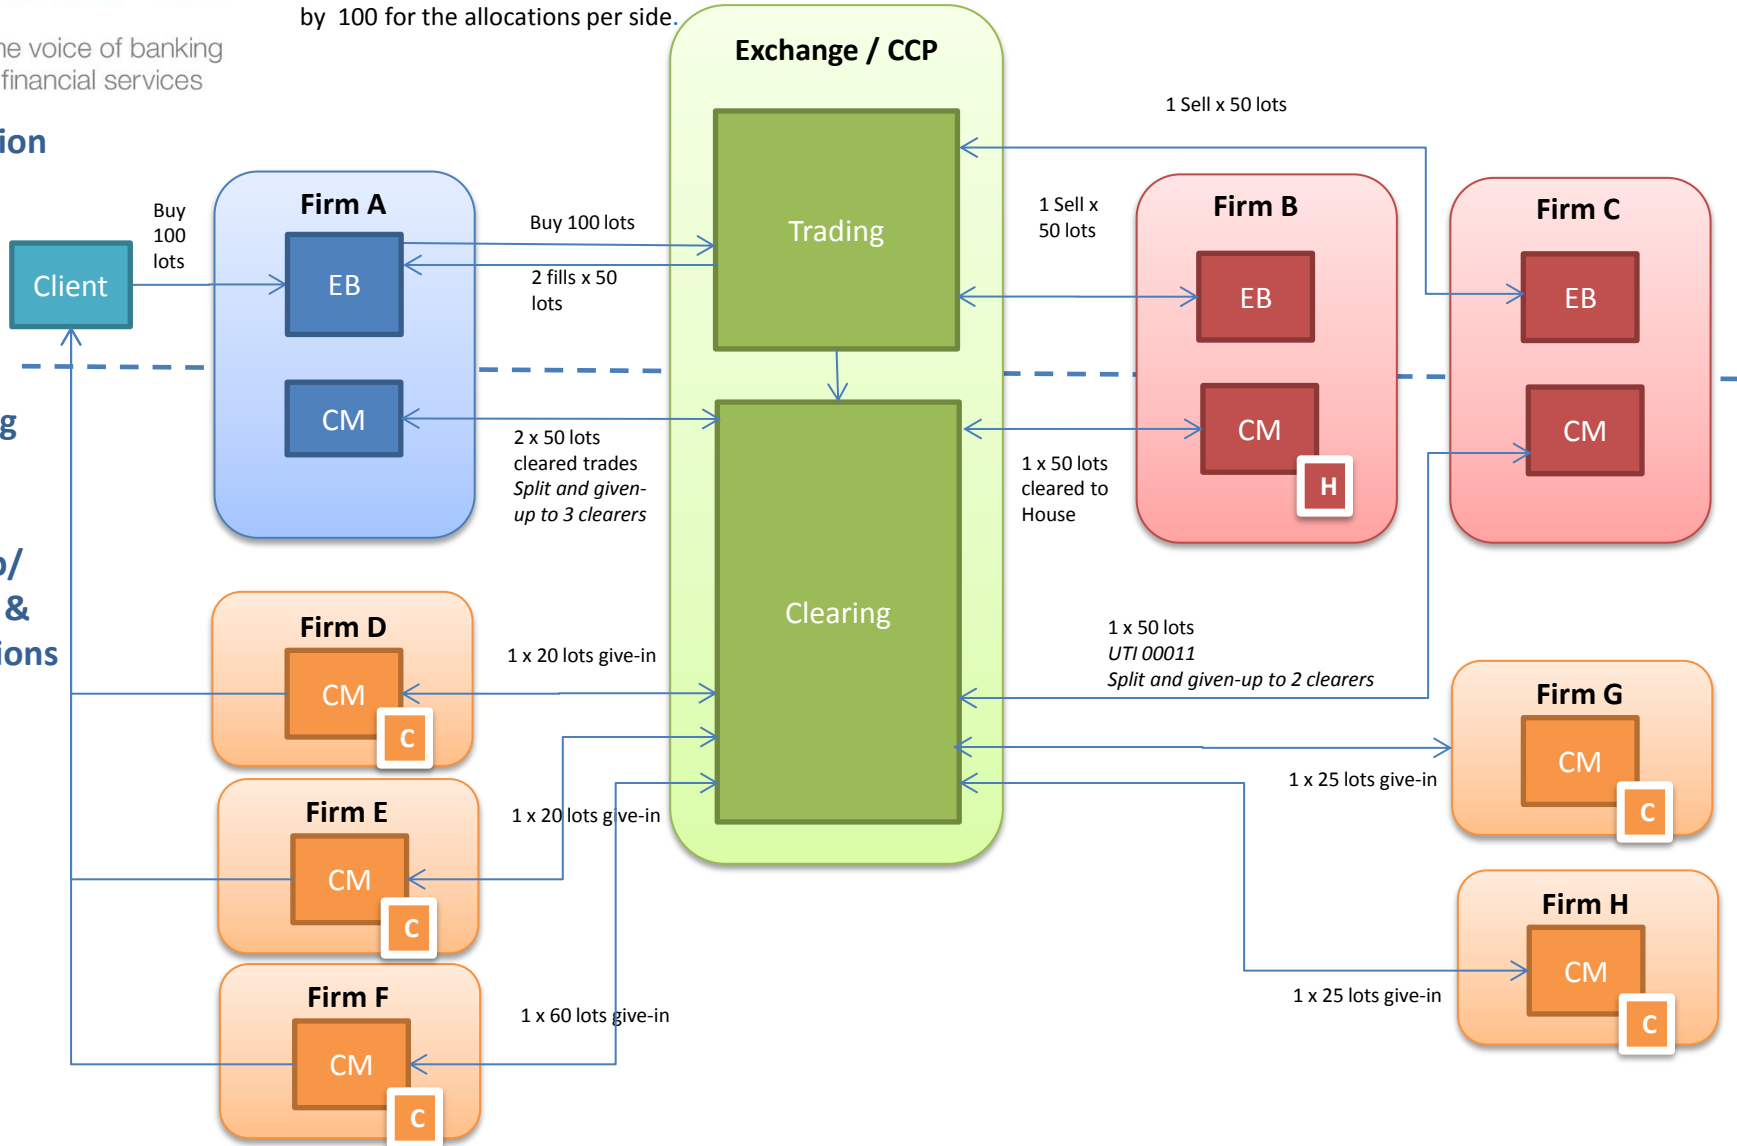 by 100 for the allocations per side.
Exchange / CCP
voice of banking
financial services
1 Sell x 50 lots
Firm A
Buy
100
lots
Client
EB
Buy 100 lots
2 fills x 50
lots
Trading
1 Sell x
50 lots
Firm B
EB
Firm C
EB
CM
2 x 50 lots
cleared trades
Split and given-
up to 3 clearers
Clearing
1 x 50 lots
cleared to
House
CM
H
CM
&
Firm D
CM
C
1 x 20 lots give-in
1 x 50 lots
UTI 00011
Split and given-up to 2 clearers
Firm G
CM
C
1 x 25 lots give-in
Firm E
CM
C
1 x 20 lots give-in
Firm H
CM
C
1 x 25 lots give-in
Firm F
CM
C
1 x 60 lots give-in